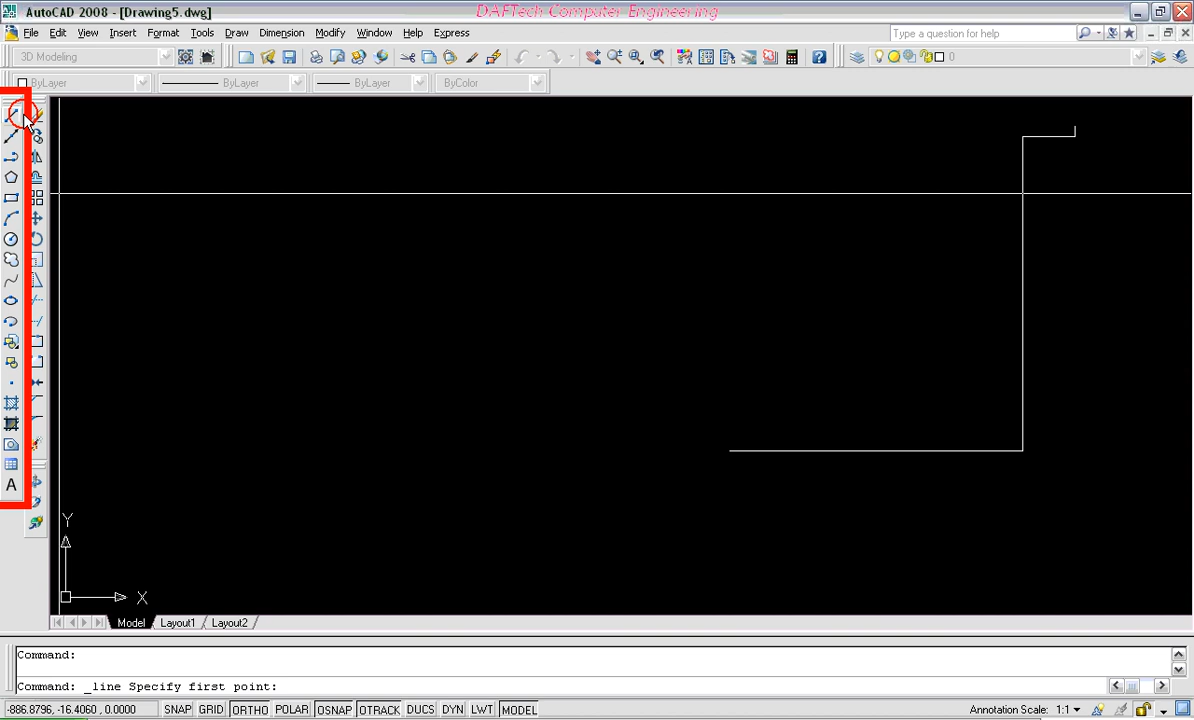 AutoCAD 2008 - [Drawing5.dwg]
DAFTech Computer Engineering
File Edit View Insert Format Tools Draw Dimension Modify Window Help Express
Type a question for help
3D Modeling
0
ByLayer
ByLayer
ByLayer
ByColor
A
Y
X
Model Layout1 Layout2
Command:
Command: _line Specify first point:
-886.8796, -16.4060, 0.0000 SNAP GRID ORTHO POLAR OSNAP OTRACK DUCS DYN LWT MODEL
Annotation Scale: 1:1